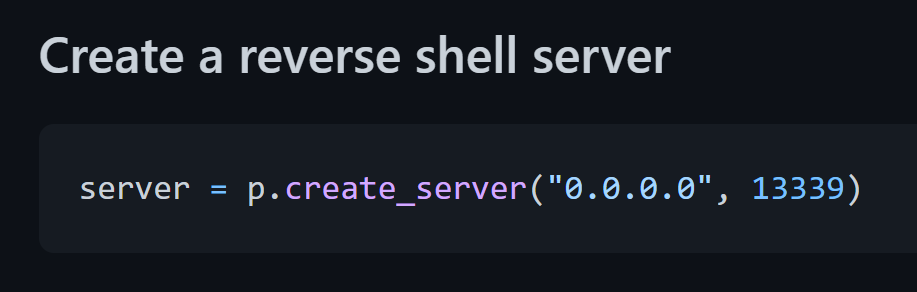 Create a reverse shell server
server = p.create_server("0.0.0.0", 13339)